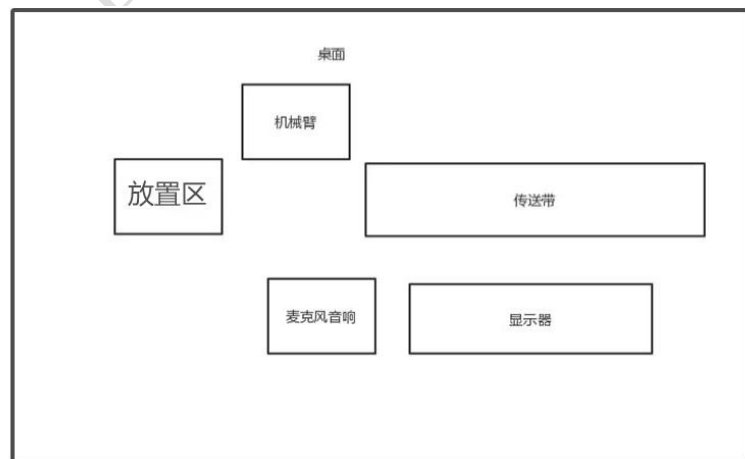 桌面
机械臂
放置区
传送带
麦克风音响
显示器